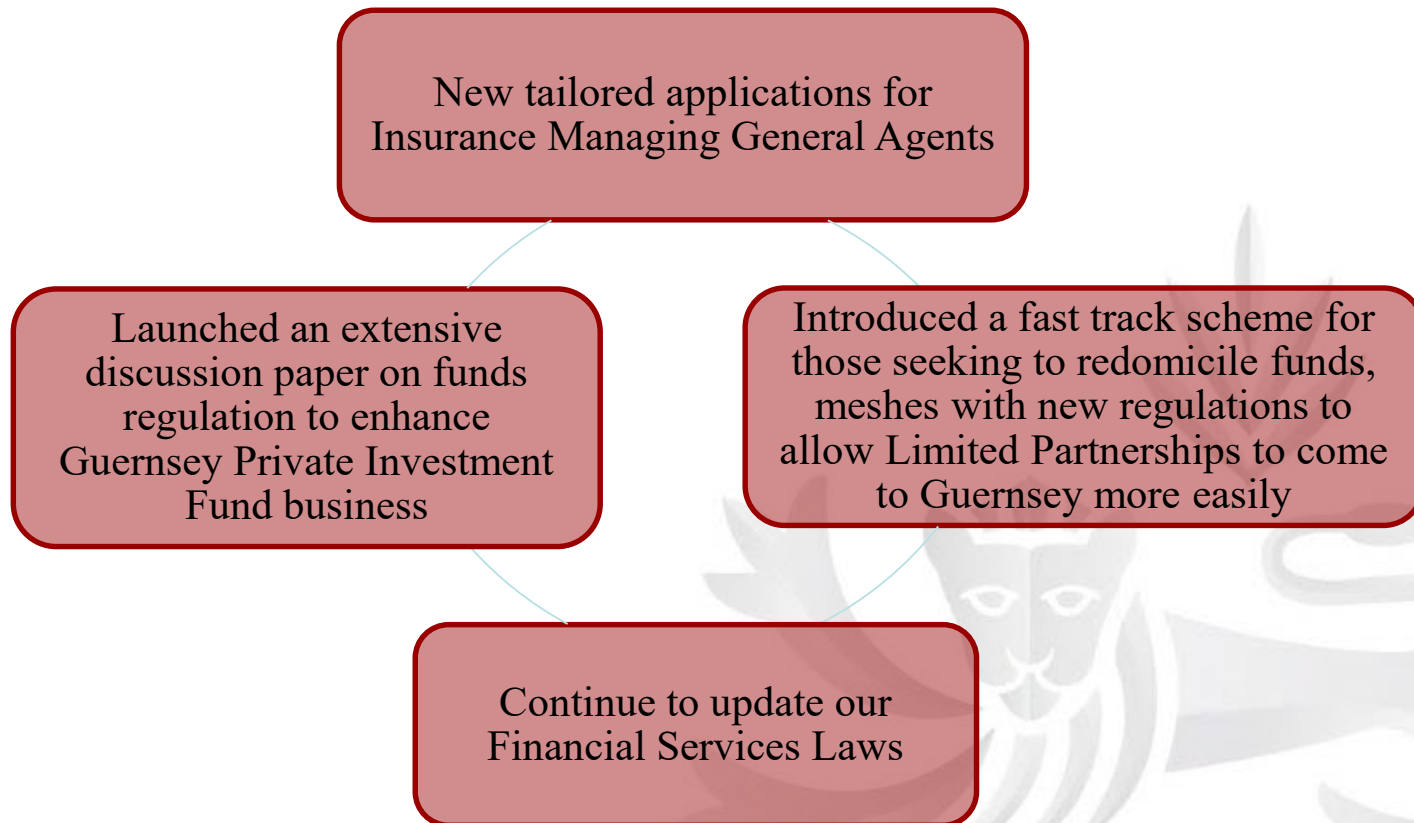 New tailored applications for
Insurance Managing General Agents
Launched an extensive
discussion paper on funds
regulation to enhance
Guernsey Private Investment
Fund business
Introduced a fast track scheme for
those seeking to redomicile funds,
meshes with new regulations to
allow Limited Partnerships to come
to Guernsey more easily
Continue to update our
Financial Services Laws